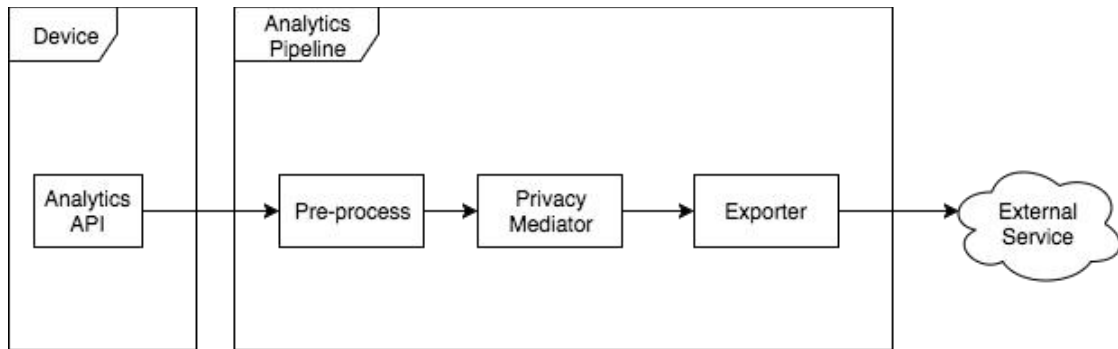 Device
Analytics
Pipeline
Analytics
API
Pre-process
Privacy
Mediator
Exporter
External
Service